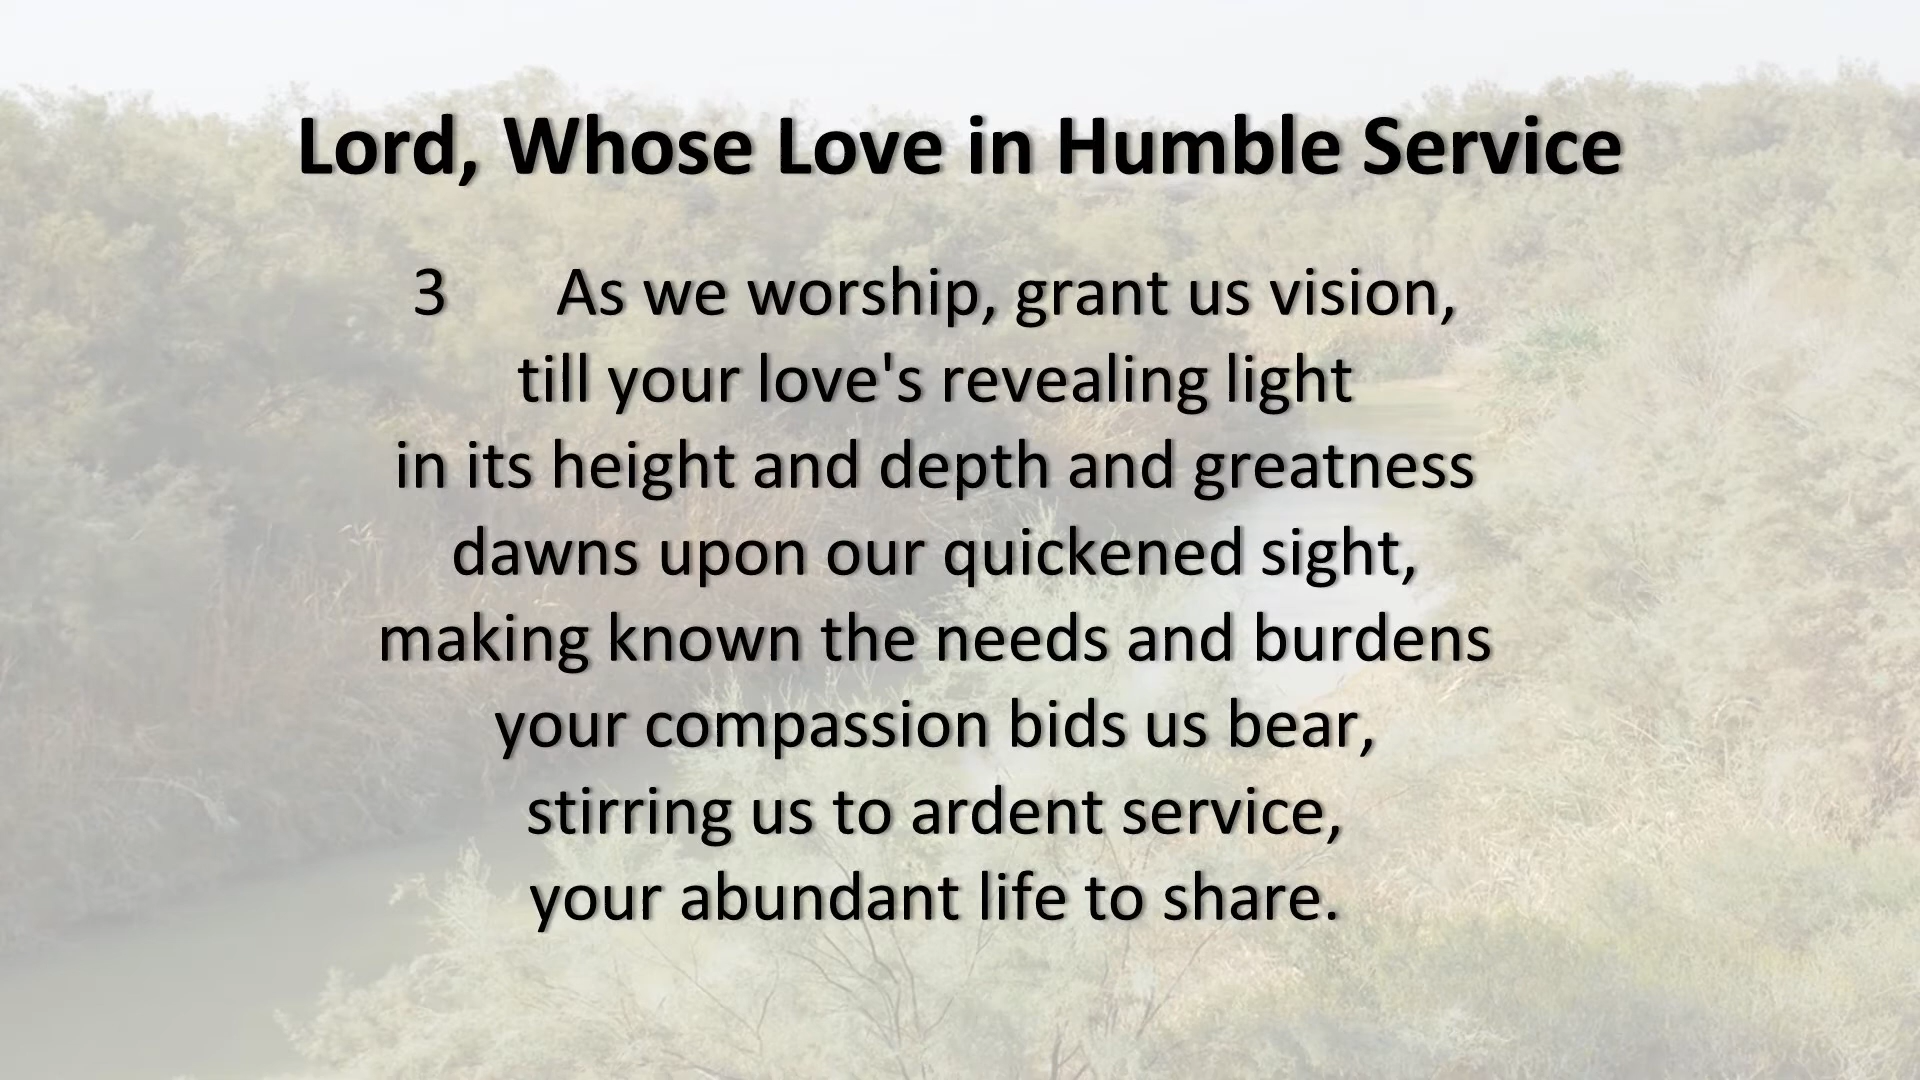 Lord, Whose Love in Humble Service
3 As we worship, grant us vision,
till your love's revealing light
in its height and depth and greatness
dawns upon our quickened sight,
making known the needs and burdens
your compassion bids us bear,
stirring us to ardent service,
your abundant life to share.